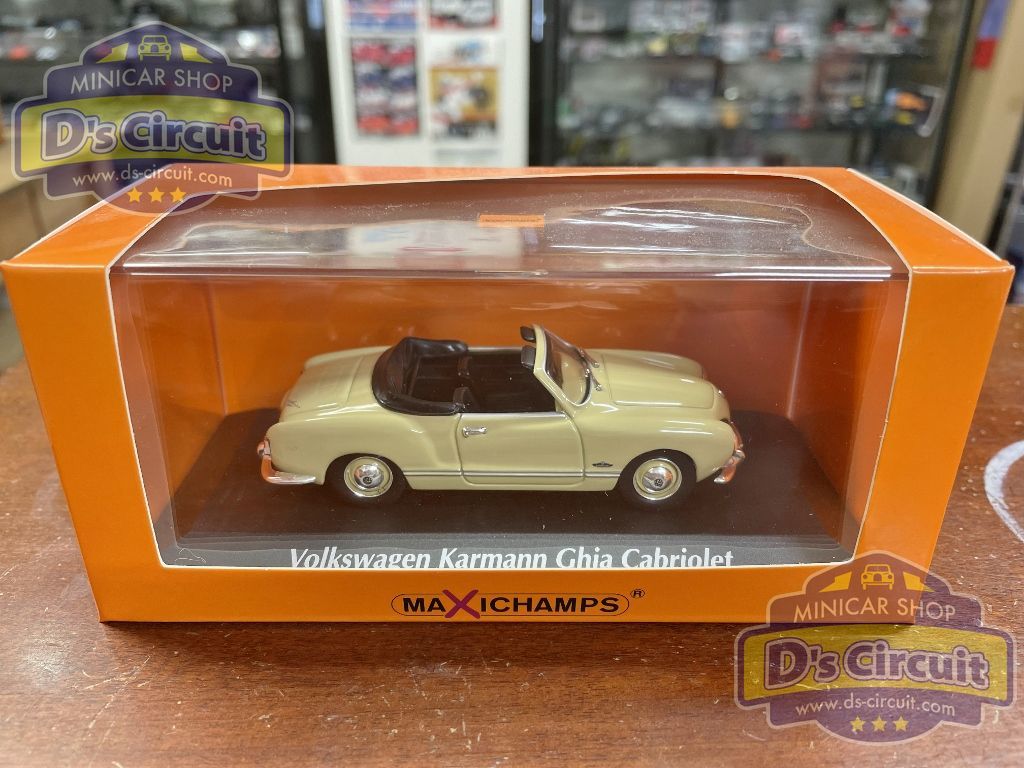 MINICAR SHOP
D's Circuit
www.ds-circuit.com
Volkswagen Karmann Ghia Cabriolet
MAXICHAMPS®
MINICAR SHOP
D's Circuit
www.ds-circuit.com